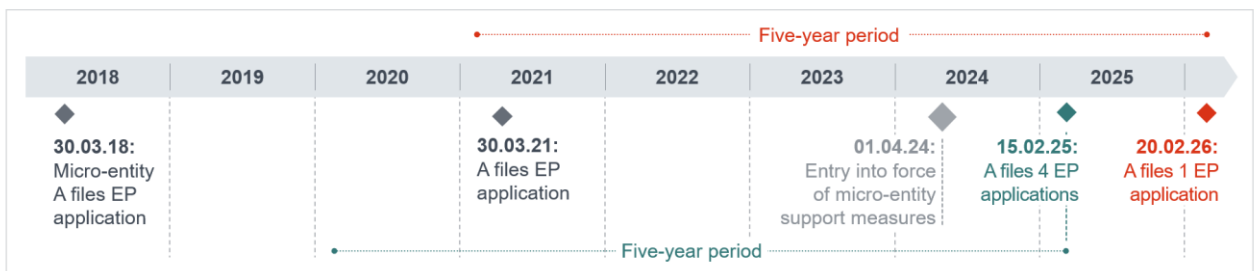 Five-year period
2018 2019 2020 2021 2022 2023 2024 2025
30.03.18:
Micro-entity
A files EP
application
30.03.21:
A files EP
application
01.04.24:
Entry into force
of micro-entity
support measures
15.02.25:
A files 4 EP
applications
20.02.26:
A files 1 EP
application
Five-year period